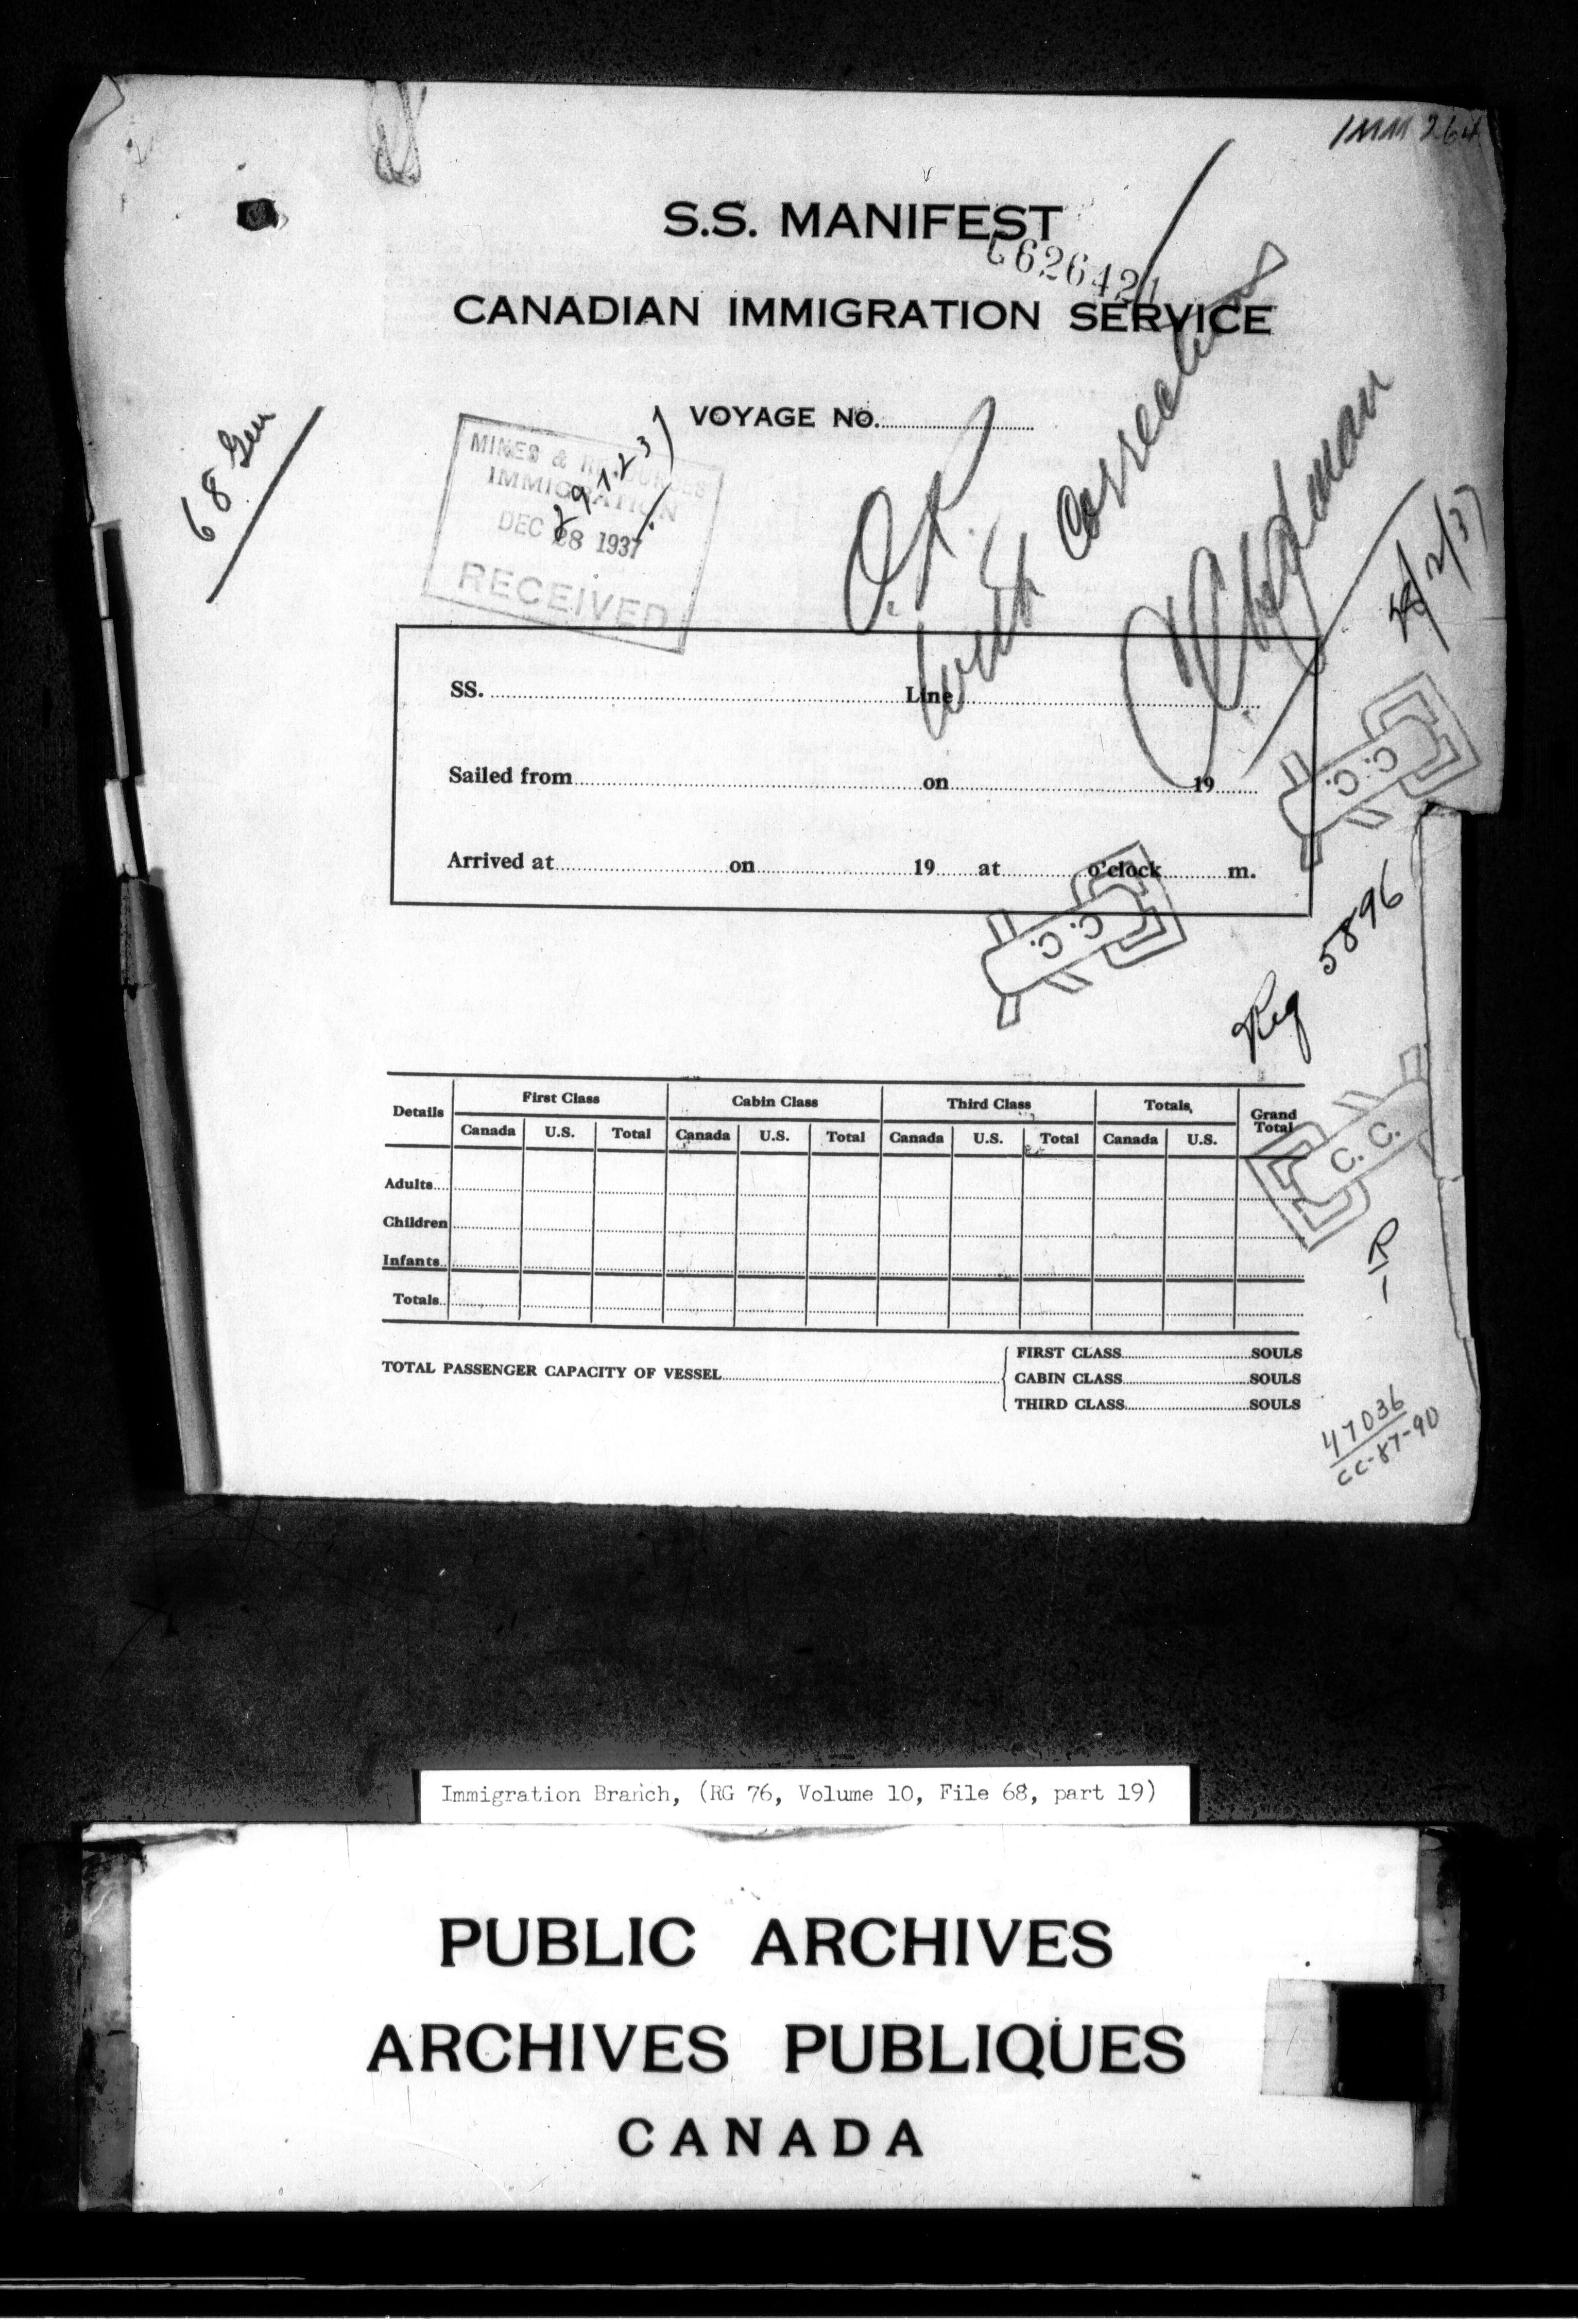 IMM 264
S.S. MANIFEST
626421
CANADIAN IMMIGRATION SERVICE
VOYAGE NO.
68 Gen
MINES & RESOURCES
IMMIGRATION
DEC 28 1937
RECEIVED
O.K.
with corrections
SS. Line
Sailed from on 19
Arrived at on 19 at o'clock m.
C. C.
C. C.
Reg 5896
Details First Class Cabin Class Third Class Totals Grand Total
Canada U.S. Total Canada U.S. Total Canada U.S. Total Canada U.S.
C. C.
Adults
Children
Infants
Totals
R
TOTAL PASSENGER CAPACITY OF VESSEL
FIRST CLASS SOULS
CABIN CLASS SOULS
THIRD CLASS SOULS
47036
CC-87-90
Immigration Branch, (RG 76, Volume 10, File 68, part 19)
PUBLIC ARCHIVES
ARCHIVES PUBLIQUES
CANADA